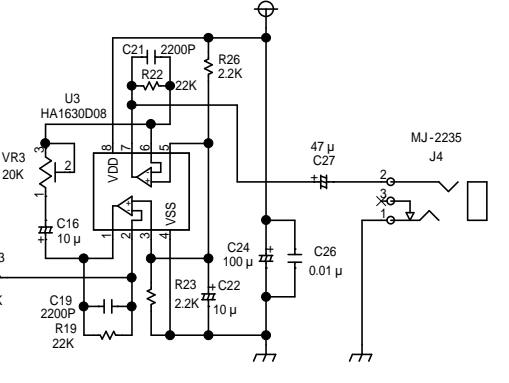 C21 2200P
R26
2.2K
R22
22K
U3
HA1630D08
8 7 6 5
VDD
VSS
1 2 3 4
VR3
20K
3
2
1
C16
+
10 µ
47 µ
C27
+
MJ-2235
J4
2
3
1
C24
100 µ
+
C26
0.01 µ
3
K
C19
2200P
R19
22K
R23
2.2K
C22
+
10 µ